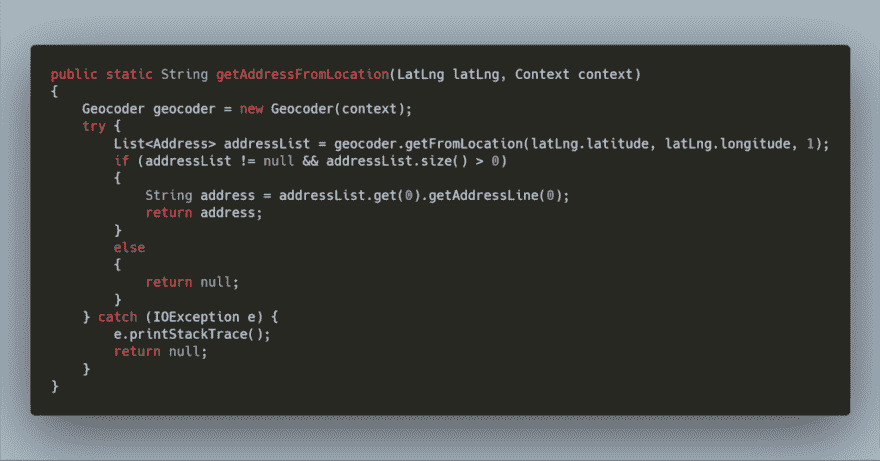 public static String getAddressFromLocation(LatLng latLng, Context context)
{
    Geocoder geocoder = new Geocoder(context);
    try {
        List<Address> addressList = geocoder.getFromLocation(latLng.latitude, latLng.longitude, 1);
        if (addressList != null && addressList.size() > 0)
        {
            String address = addressList.get(0).getAddressLine(0);
            return address;
        }
        else
        {
            return null;
        }
    } catch (IOException e) {
        e.printStackTrace();
        return null;
    }
}